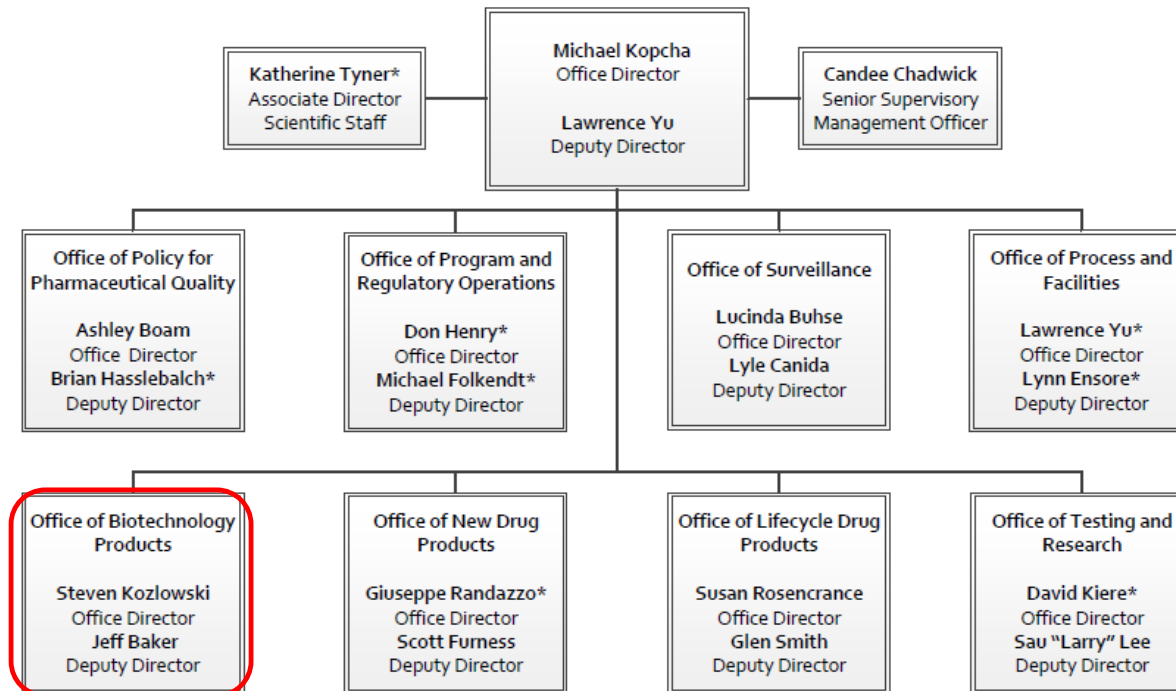 Michael Kopcha
Office Director
Lawrence Yu
Deputy Director
Katherine Tyner*
Associate Director
Scientific Staff
Candee Chadwick
Senior Supervisory
Management Officer
Office of Policy for
Pharmaceutical Quality
Ashley Boam
Office Director
Brian Hasslebalch*
Deputy Director
Office of Program and
Regulatory Operations
Don Henry*
Office Director
Michael Folkendt*
Deputy Director
Office of Surveillance
Lucinda Buhse
Office Director
Lyle Canida
Deputy Director
Office of Process and
Facilities
Lawrence Yu*
Office Director
Lynn Ensore*
Deputy Director
Office of Biotechnology
Products
Steven Kozlowski
Office Director
Jeff Baker
Deputy Director
Office of New Drug
Products
Giuseppe Randazzo*
Office Director
Scott Furness
Deputy Director
Office of Lifecycle Drug
Products
Susan Rosencrance
Office Director
Glen Smith
Deputy Director
Office of Testing and
Research
David Kiere*
Office Director
Sau “Larry” Lee
Deputy Director